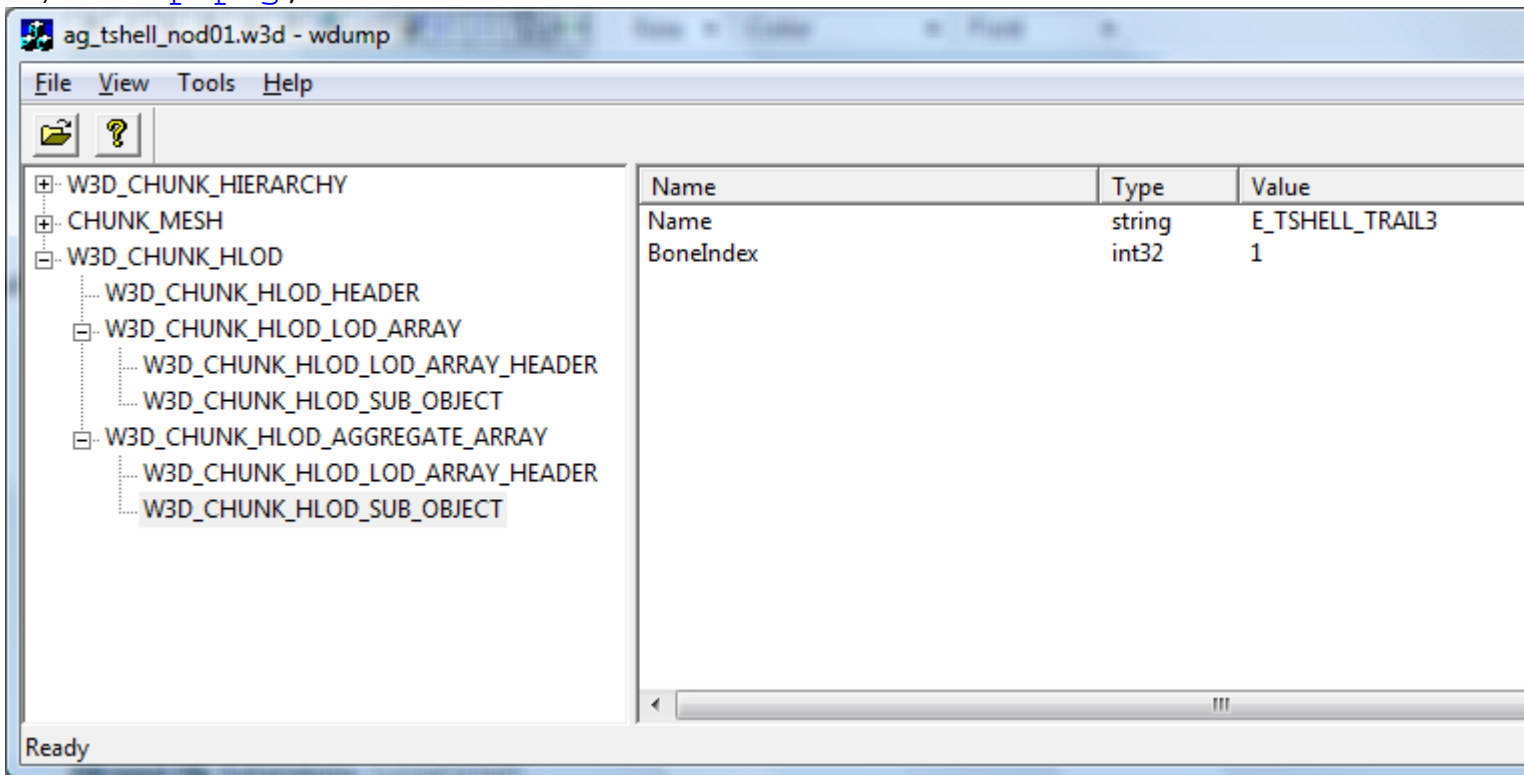 ag_tshell_nod01.w3d - wdump
File View Tools Help
W3D_CHUNK_HIERARCHY
CHUNK_MESH
W3D_CHUNK_HLOD
W3D_CHUNK_HLOD_HEADER
W3D_CHUNK_HLOD_LOD_ARRAY
W3D_CHUNK_HLOD_LOD_ARRAY_HEADER
W3D_CHUNK_HLOD_SUB_OBJECT
W3D_CHUNK_HLOD_AGGREGATE_ARRAY
W3D_CHUNK_HLOD_LOD_ARRAY_HEADER
W3D_CHUNK_HLOD_SUB_OBJECT
Name Type Value
Name string E_TSHELL_TRAIL3
BoneIndex int32 1
Ready